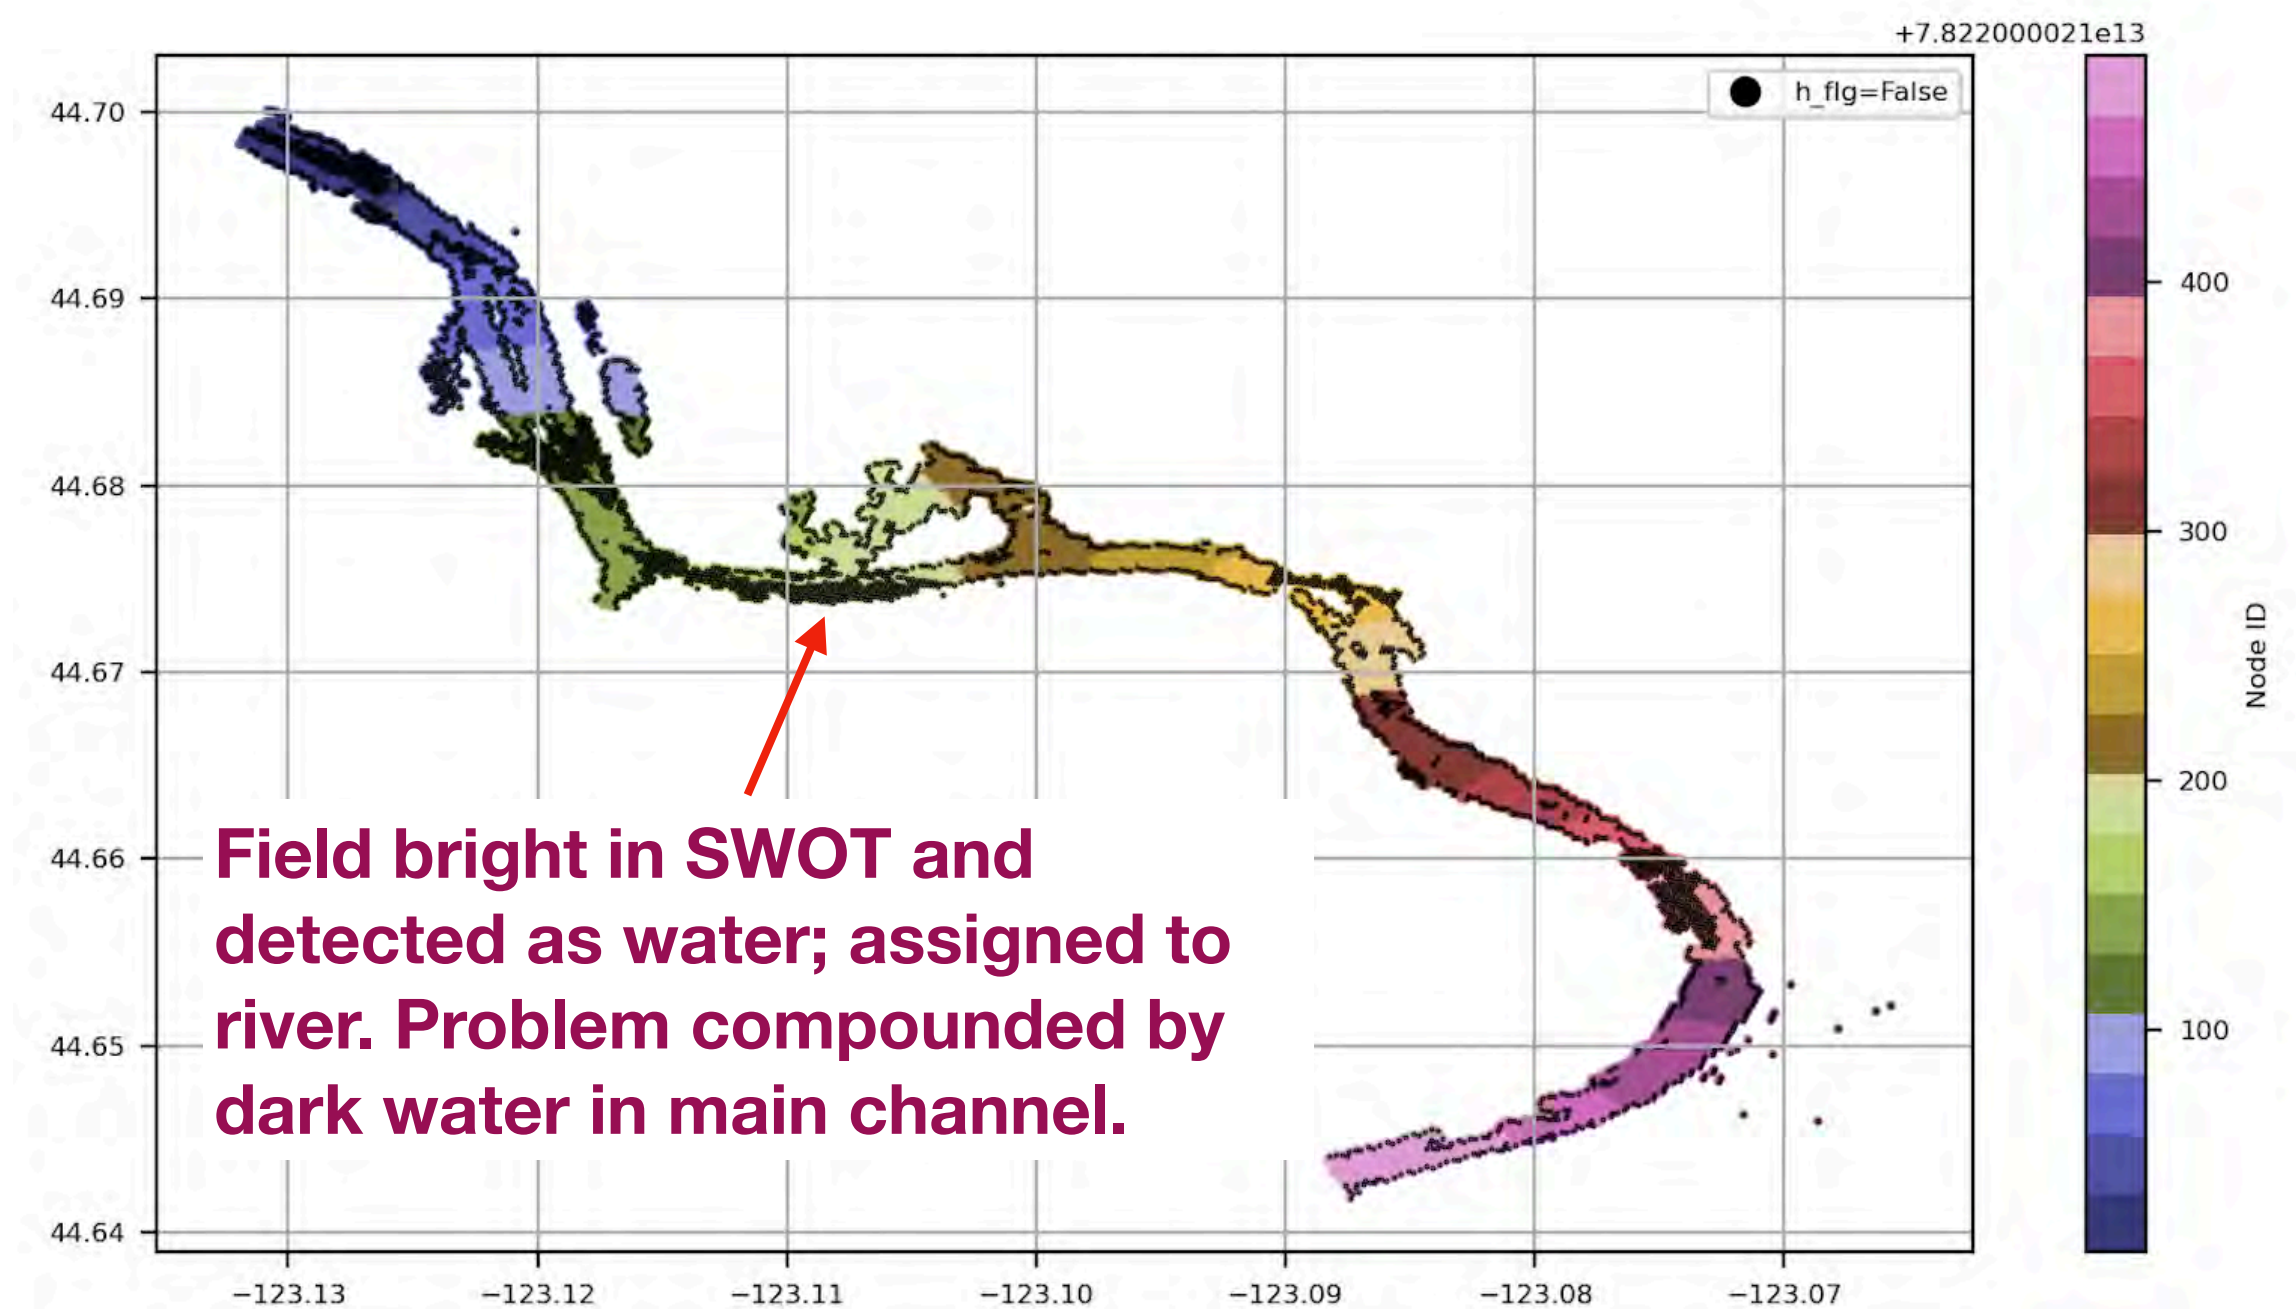 +7.822000021e13
h_flg=False
44.70
44.69
44.68
44.67
44.66
44.65
44.64
−123.13
−123.12
−123.11
−123.10
−123.09
−123.08
−123.07
400
300
200
100
Node ID
Field bright in SWOT and
detected as water; assigned to
river. Problem compounded by
dark water in main channel.